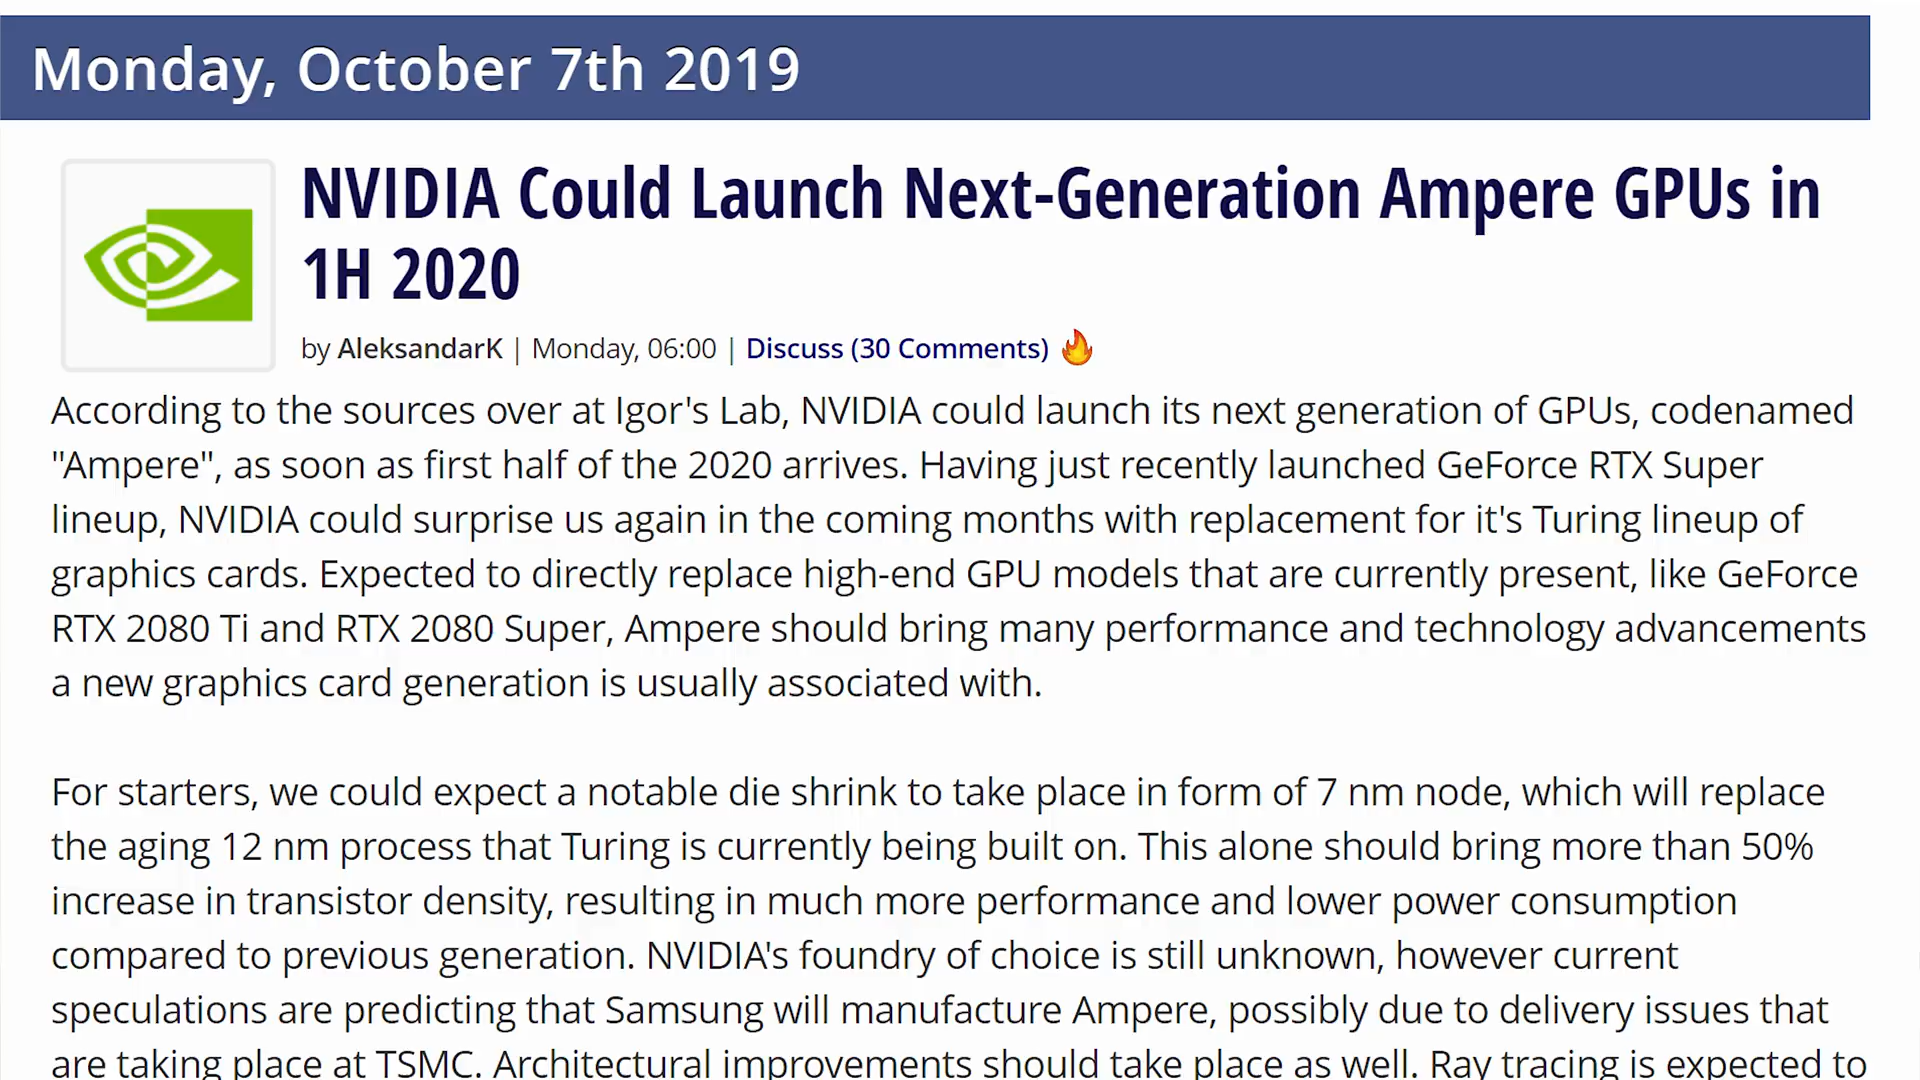 Monday, October 7th 2019
NVIDIA Could Launch Next-Generation Ampere GPUs in
1H 2020
by AleksandarK | Monday, 06:00 | Discuss (30 Comments)
According to the sources over at Igor's Lab, NVIDIA could launch its next generation of GPUs, codenamed
"Ampere", as soon as first half of the 2020 arrives. Having just recently launched GeForce RTX Super
lineup, NVIDIA could surprise us again in the coming months with replacement for it's Turing lineup of
graphics cards. Expected to directly replace high-end GPU models that are currently present, like GeForce
RTX 2080 Ti and RTX 2080 Super, Ampere should bring many performance and technology advancements
a new graphics card generation is usually associated with.
For starters, we could expect a notable die shrink to take place in form of 7 nm node, which will replace
the aging 12 nm process that Turing is currently being built on. This alone should bring more than 50%
increase in transistor density, resulting in much more performance and lower power consumption
compared to previous generation. NVIDIA's foundry of choice is still unknown, however current
speculations are predicting that Samsung will manufacture Ampere, possibly due to delivery issues that
are taking place at TSMC. Architectural improvements should take place as well. Ray tracing is expected to